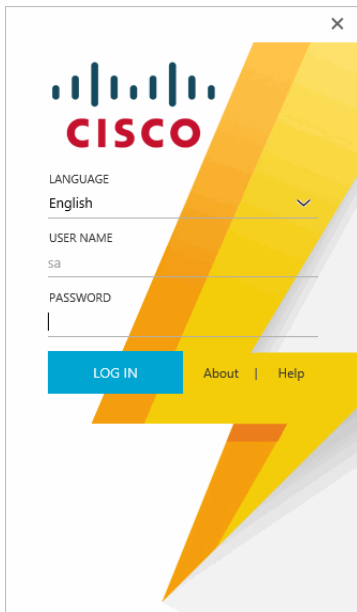 CISCO
LANGUAGE
English
USER NAME
sa
PASSWORD
LOG IN About | Help